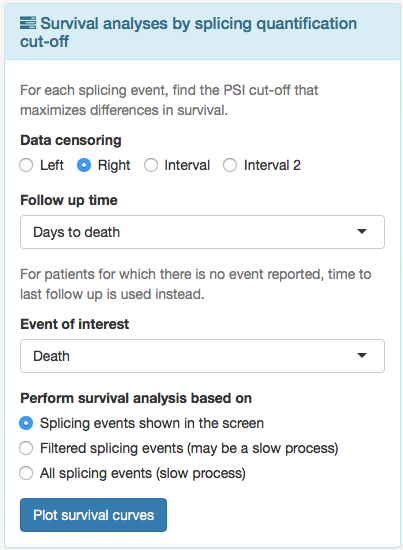 Survival analyses by splicing quantification
cut-off
For each splicing event, find the PSI cut-off that
maximizes differences in survival.
Data censoring
Left Right Interval Interval 2
Follow up time
Days to death
For patients for which there is no event reported, time to
last follow up is used instead.
Event of interest
Death
Perform survival analysis based on
Splicing events shown in the screen
Filtered splicing events (may be a slow process)
All splicing events (slow process)
Plot survival curves